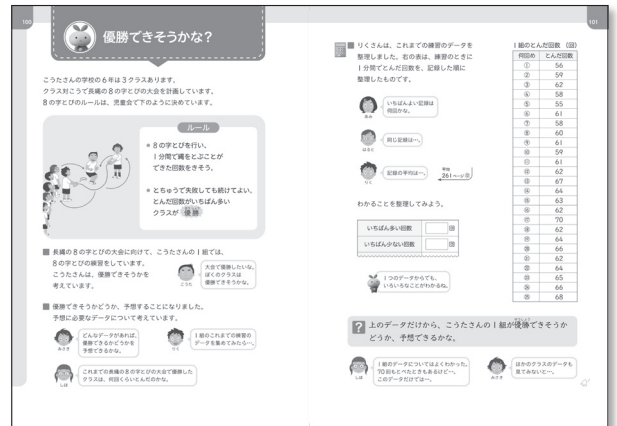 100
優勝できそうかな？
こうたさんの学校の6年は3クラスあります。
クラス対こうで長縄の8の字とびの大会を計画しています。
8の字とびのルールは、児童会で下のように決めています。
ルール
● 8の字とびを行い、
1分間で縄をとぶことが
できた回数をきそう。
● とちゅうで失敗しても続けてよい。
とんだ回数がいちばん多い
クラスが 優勝
■ 長縄の8の字とびの大会に向けて、こうたさんの1組では、
8の字とびの練習をしています。
こうたさんは、優勝できそうかを
考えています。
大会で優勝したいな。
ぼくのクラスは
優勝できそうかな。
こうた
■ 優勝できそうかどうか、予想することになりました。
予想に必要なデータについて考えています。
どんなデータがあれば、
優勝できるかどうかを
予想できるかな。
みさき
1組のこれまでの練習の
データを集めてみたら…。
りく
これまでの長縄の8の字とびの大会で優勝した
クラスは、何回くらいとんだのかな。
しほ
101
■ りくさんは、これまでの練習のデータを
整理しました。右の表は、練習のときに
1分間でとんだ回数を、記録した順に
整理したものです。
いちばんよい記録は
何回かな。
あみ
同じ記録は…。
はると
記録の平均は…。
りく
平均
261ページ
わかることを整理してみよう。
いちばん多い回数 回
いちばん少ない回数 回
1つのデータからでも、
いろいろなことがわかるね。
1組のとんだ回数（回）
何回め とんだ回数
① 56
② 59
③ 62
④ 58
⑤ 55
⑥ 61
⑦ 58
⑧ 60
⑨ 61
⑩ 59
⑪ 61
⑫ 62
⑬ 67
⑭ 64
⑮ 63
⑯ 62
⑰ 70
⑱ 62
⑲ 64
⑳ 66
㉑ 62
㉒ 64
㉓ 65
㉔ 66
㉕ 68
? 上のデータだけから、こうたさんの1組が優勝できそうか
どうか、予想できるかな。
1組のデータについてはよくわかった。
70回もとべたときもあるけど…。
このデータだけでは…。
しほ
ほかのクラスのデータも
見てみないと…。
みさき